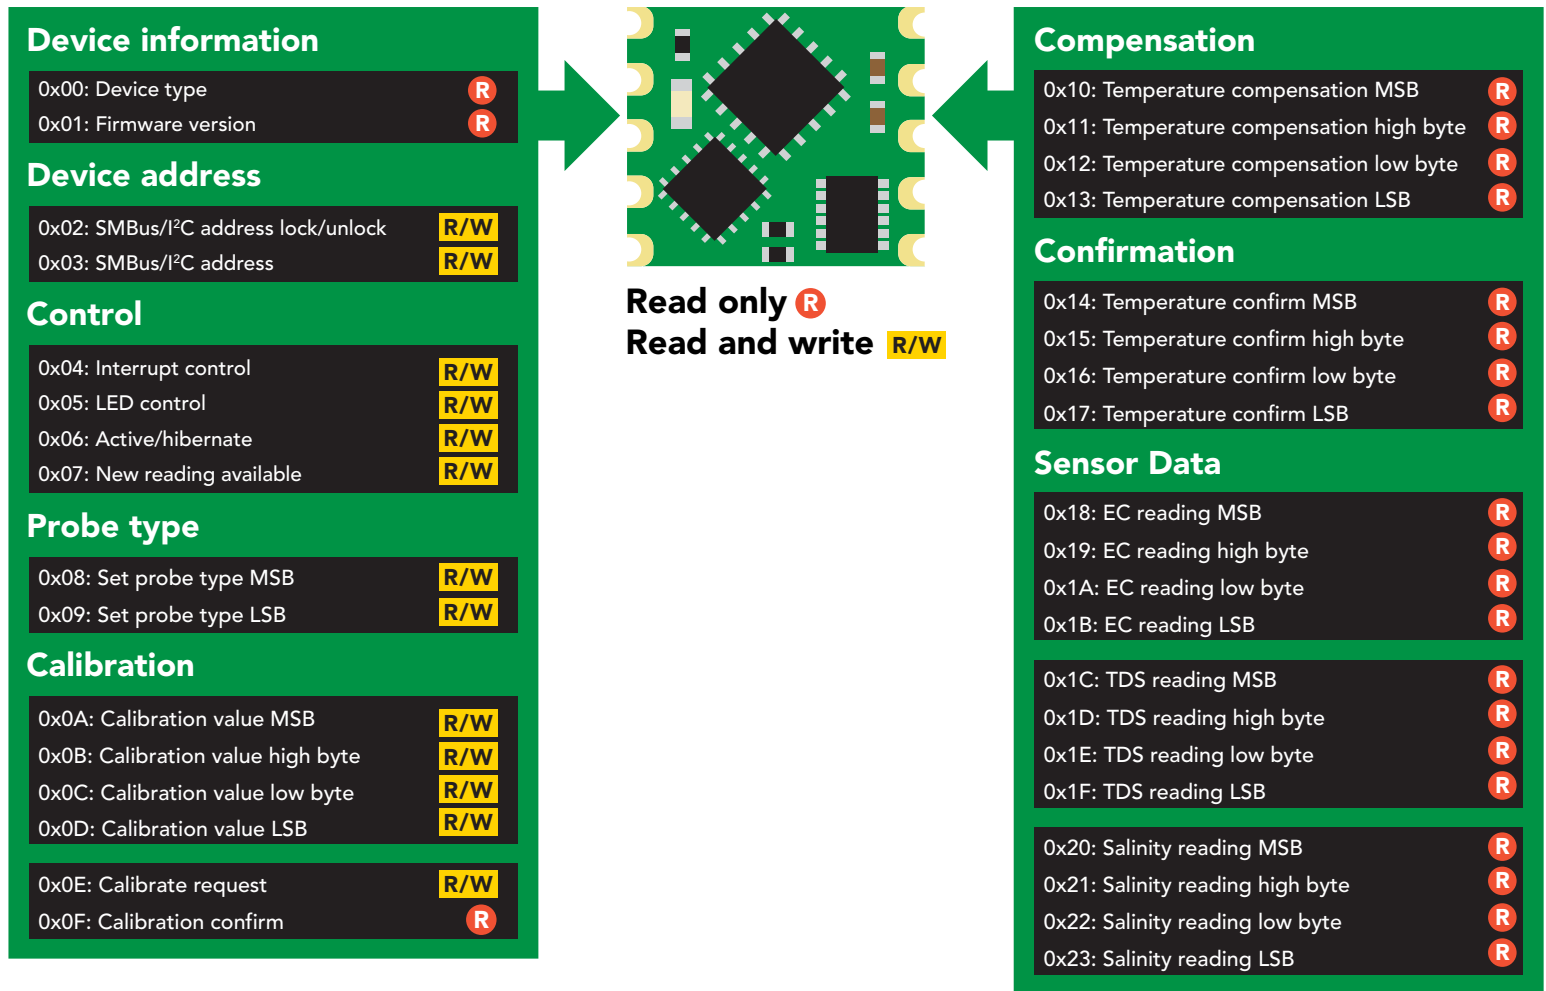 Device information
0x00: Device type R
0x01: Firmware version R
Device address
0x02: SMBus/I²C address lock/unlock R/W
0x03: SMBus/I²C address R/W
Control
0x04: Interrupt control R/W
0x05: LED control R/W
0x06: Active/hibernate R/W
0x07: New reading available R/W
Probe type
0x08: Set probe type MSB R/W
0x09: Set probe type LSB R/W
Calibration
0x0A: Calibration value MSB R/W
0x0B: Calibration value high byte R/W
0x0C: Calibration value low byte R/W
0x0D: Calibration value LSB R/W
0x0E: Calibrate request R/W
0x0F: Calibration confirm R
Read only R
Read and write R/W
Compensation
0x10: Temperature compensation MSB R
0x11: Temperature compensation high byte R
0x12: Temperature compensation low byte R
0x13: Temperature compensation LSB R
Confirmation
0x14: Temperature confirm MSB R
0x15: Temperature confirm high byte R
0x16: Temperature confirm low byte R
0x17: Temperature confirm LSB R
Sensor Data
0x18: EC reading MSB R
0x19: EC reading high byte R
0x1A: EC reading low byte R
0x1B: EC reading LSB R
0x1C: TDS reading MSB R
0x1D: TDS reading high byte R
0x1E: TDS reading low byte R
0x1F: TDS reading LSB R
0x20: Salinity reading MSB R
0x21: Salinity reading high byte R
0x22: Salinity reading low byte R
0x23: Salinity reading LSB R